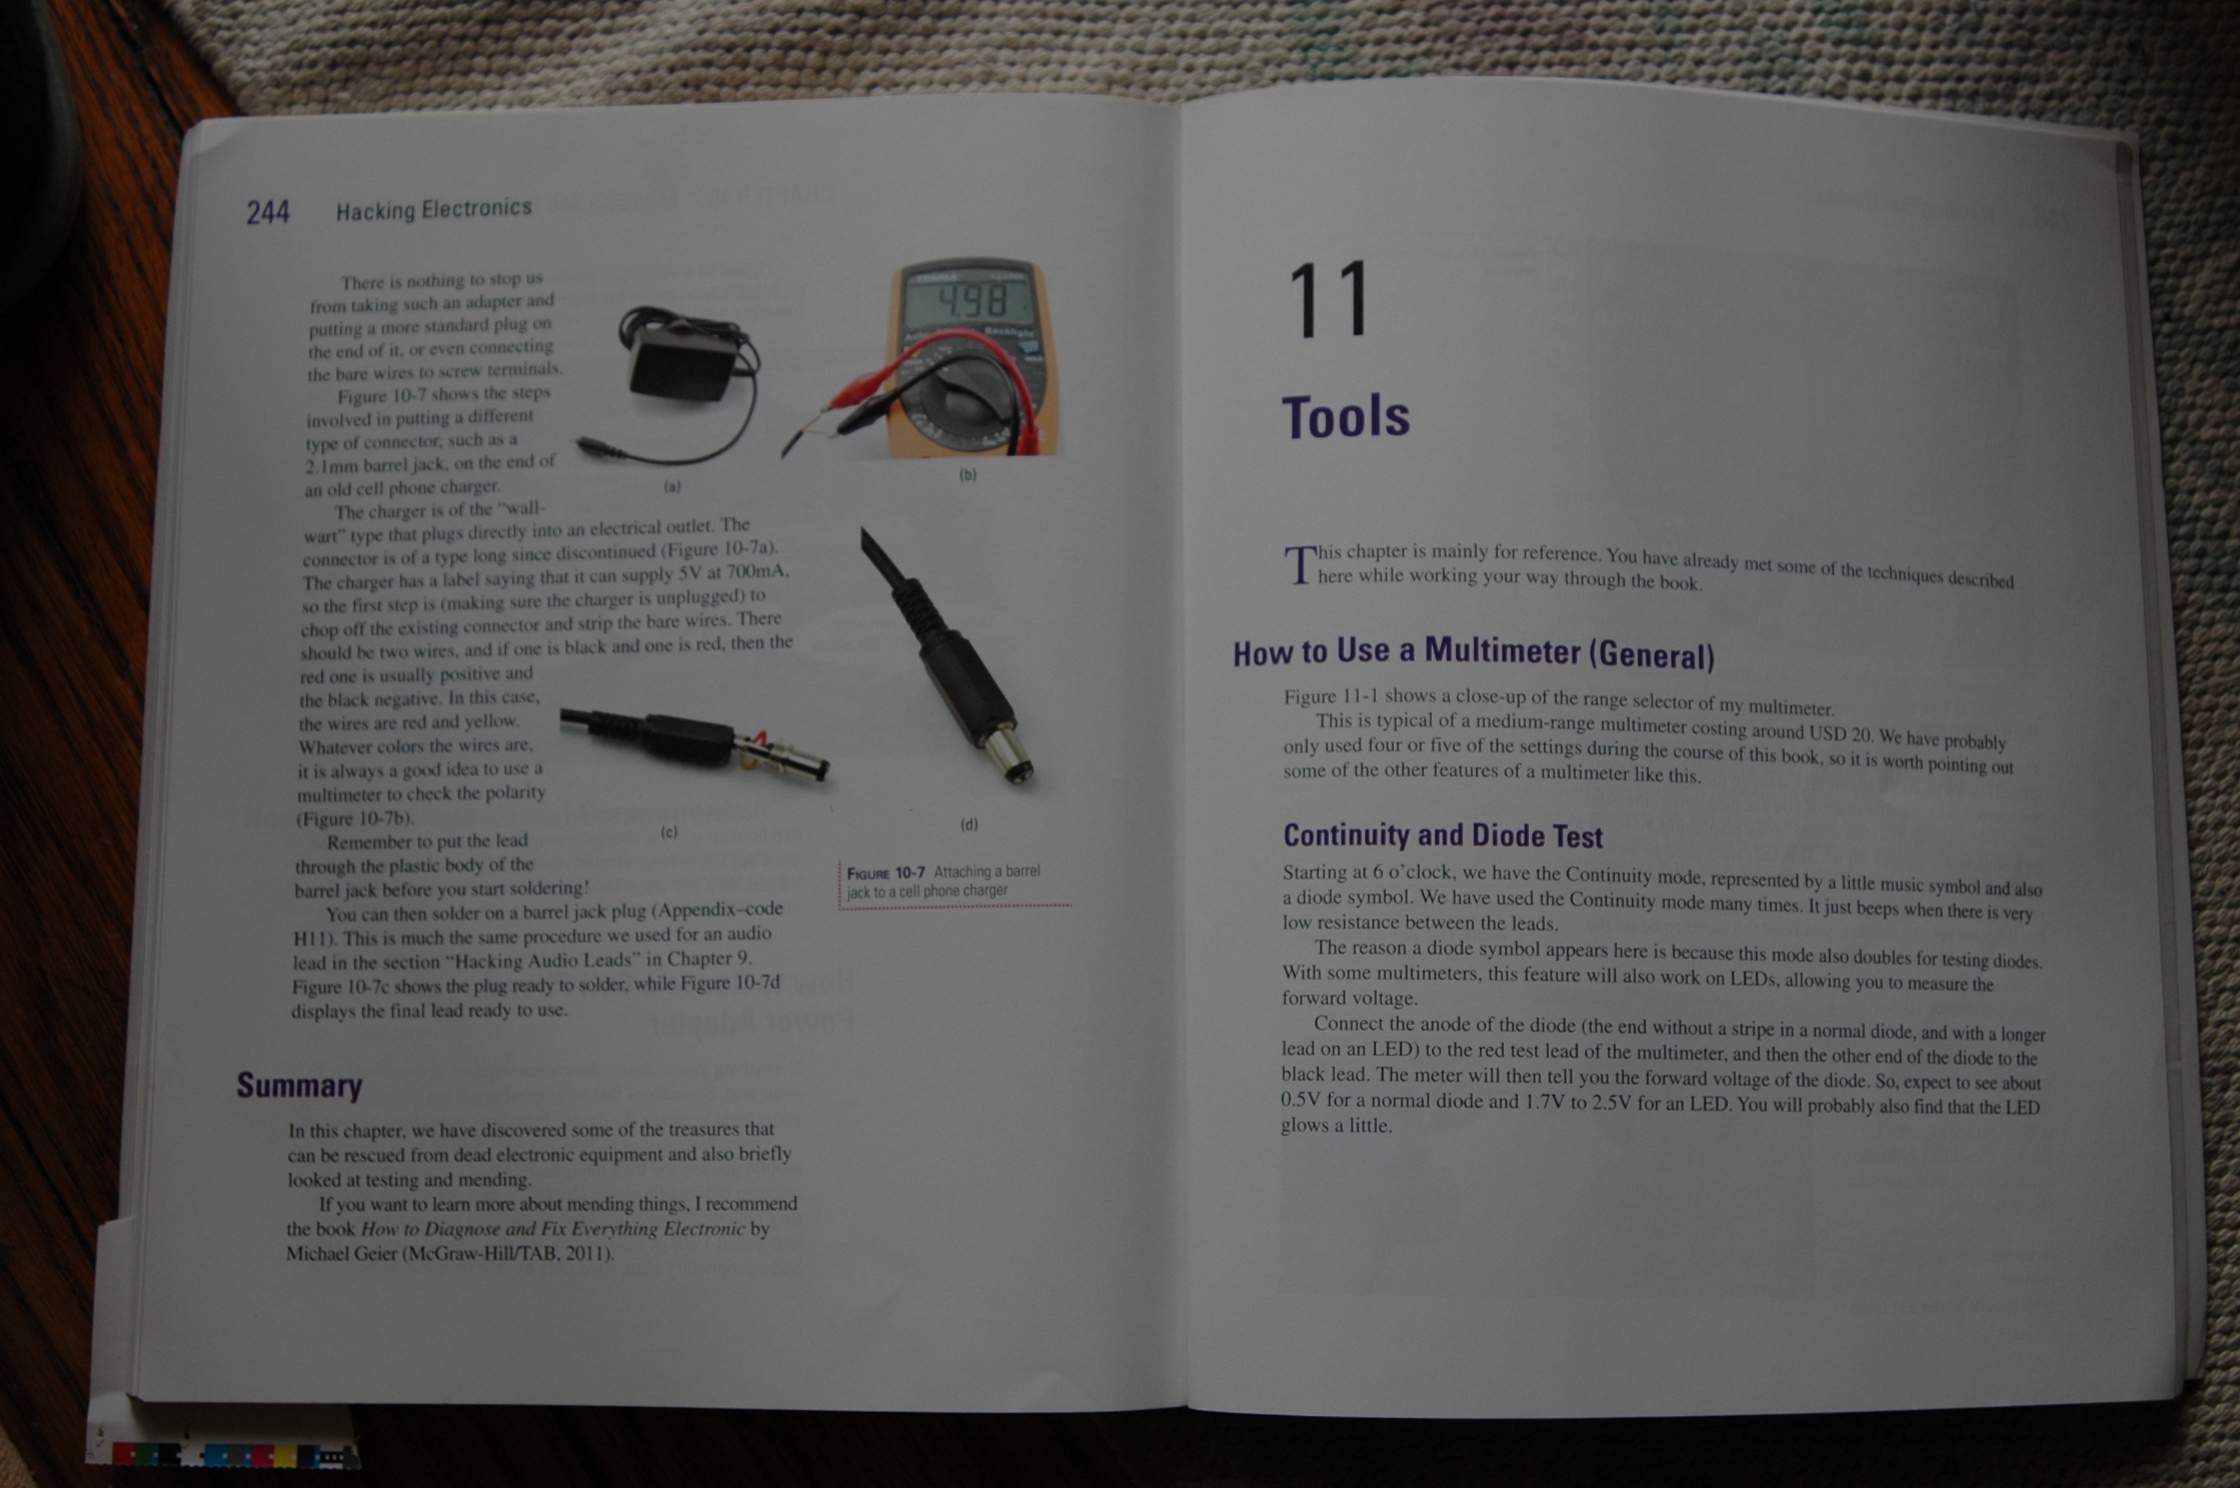 244 Hacking Electronics
There is nothing to stop us
from taking such an adapter and
putting a more standard plug on
the end of it, or even connecting
the bare wires to screw terminals.
Figure 10-7 shows the steps
involved in putting a different
type of connector, such as a
2.1mm barrel jack, on the end of
an old cell phone charger.
The charger is of the “wall-
wart” type that plugs directly into an electrical outlet. The
connector is of a type long since discontinued (Figure 10-7a).
The charger has a label saying that it can supply 5V at 700mA,
so the first step is (making sure the charger is unplugged) to
chop off the existing connector and strip the bare wires. There
should be two wires, and if one is black and one is red, then the
red one is usually positive and
the black negative. In this case,
the wires are red and yellow.
Whatever colors the wires are,
it is always a good idea to use a
multimeter to check the polarity
(Figure 10-7b).
Remember to put the lead
through the plastic body of the
barrel jack before you start soldering!
You can then solder on a barrel jack plug (Appendix–code
H11). This is much the same procedure we used for an audio
lead in the section “Hacking Audio Leads” in Chapter 9.
Figure 10-7c shows the plug ready to solder, while Figure 10-7d
displays the final lead ready to use.
(a)
4.98
(b)
(c)
(d)
FIGURE 10-7 Attaching a barrel
jack to a cell phone charger
Summary
In this chapter, we have discovered some of the treasures that
can be rescued from dead electronic equipment and also briefly
looked at testing and mending.
If you want to learn more about mending things, I recommend
the book How to Diagnose and Fix Everything Electronic by
Michael Geier (McGraw-Hill/TAB, 2011).
11
Tools
This chapter is mainly for reference. You have already met some of the techniques described
here while working your way through the book.
How to Use a Multimeter (General)
Figure 11-1 shows a close-up of the range selector of my multimeter.
This is typical of a medium-range multimeter costing around USD 20. We have probably
only used four or five of the settings during the course of this book, so it is worth pointing out
some of the other features of a multimeter like this.
Continuity and Diode Test
Starting at 6 o’clock, we have the Continuity mode, represented by a little music symbol and also
a diode symbol. We have used the Continuity mode many times. It just beeps when there is very
low resistance between the leads.
The reason a diode symbol appears here is because this mode also doubles for testing diodes.
With some multimeters, this feature will also work on LEDs, allowing you to measure the
forward voltage.
Connect the anode of the diode (the end without a stripe in a normal diode, and with a longer
lead on an LED) to the red test lead of the multimeter, and then the other end of the diode to the
black lead. The meter will then tell you the forward voltage of the diode. So, expect to see about
0.5V for a normal diode and 1.7V to 2.5V for an LED. You will probably also find that the LED
glows a little.